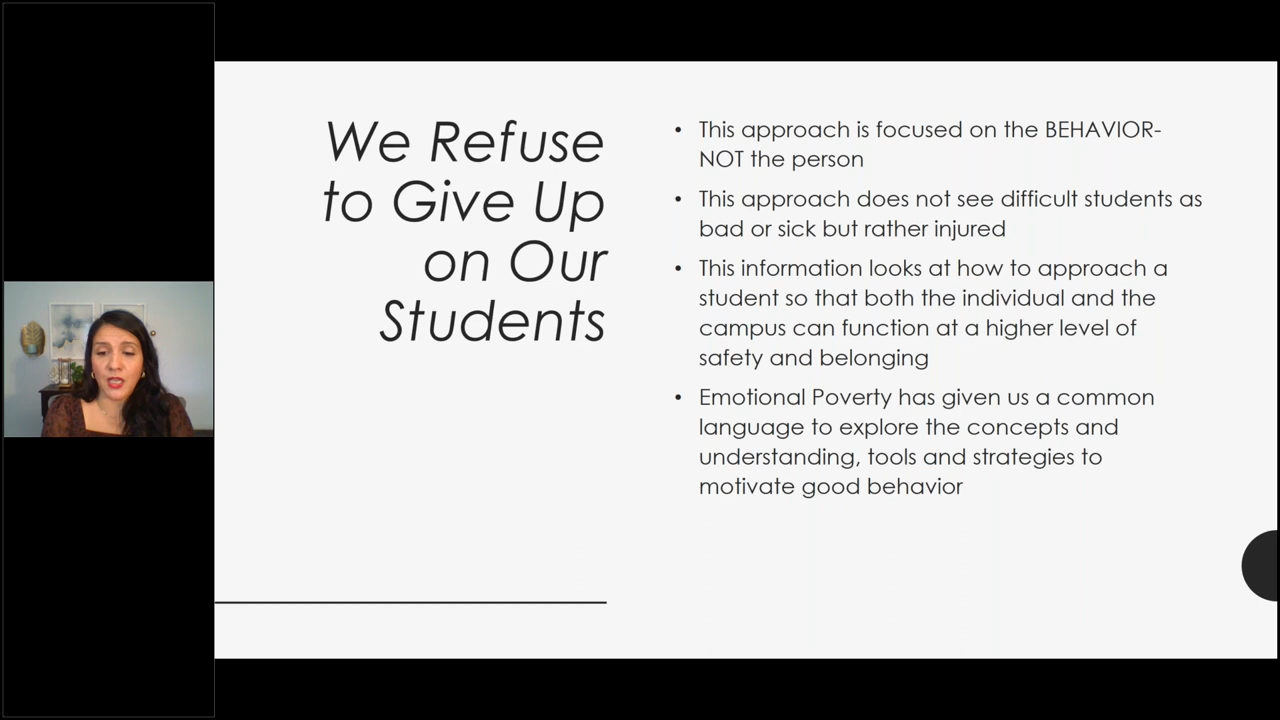 We Refuse
to Give Up
on Our
Students
• This approach is focused on the BEHAVIOR-
NOT the person
• This approach does not see difficult students as
bad or sick but rather injured
• This information looks at how to approach a
student so that both the individual and the
campus can function at a higher level of
safety and belonging
• Emotional Poverty has given us a common
language to explore the concepts and
understanding, tools and strategies to
motivate good behavior